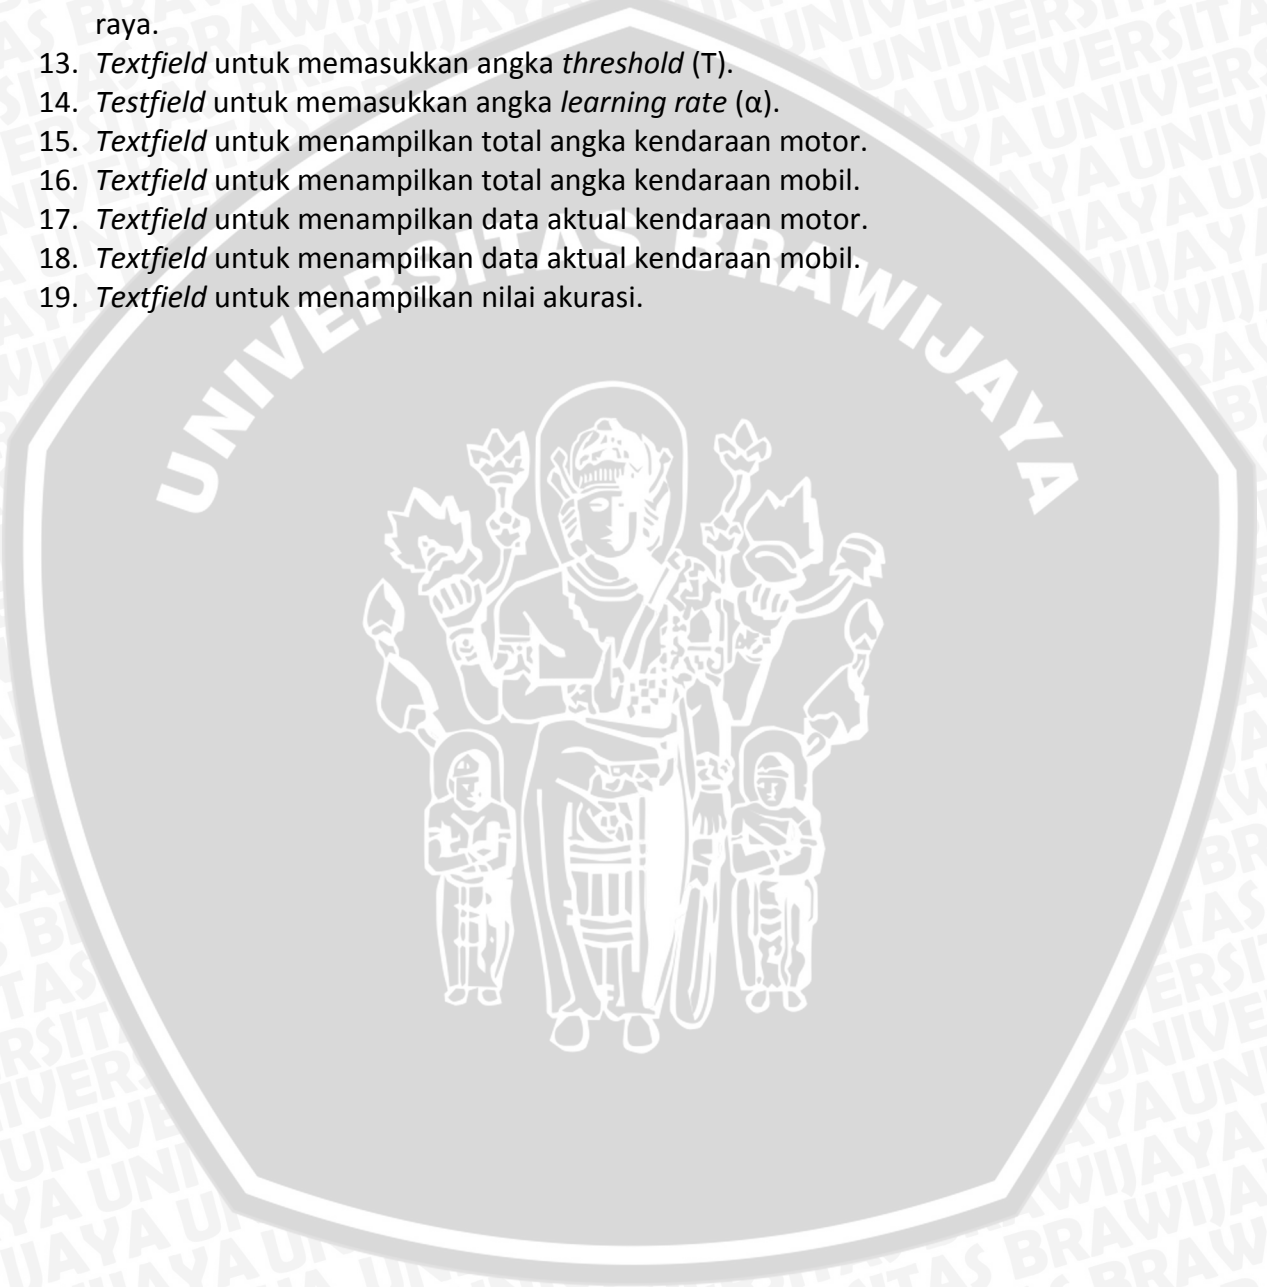 raya.
13. Textfield untuk memasukkan angka threshold (T).
14. Testfield untuk memasukkan angka learning rate (α).
15. Textfield untuk menampilkan total angka kendaraan motor.
16. Textfield untuk menampilkan total angka kendaraan mobil.
17. Textfield untuk menampilkan data aktual kendaraan motor.
18. Textfield untuk menampilkan data aktual kendaraan mobil.
19. Textfield untuk menampilkan nilai akurasi.
UNIVERSITAS BRAWIJAYA